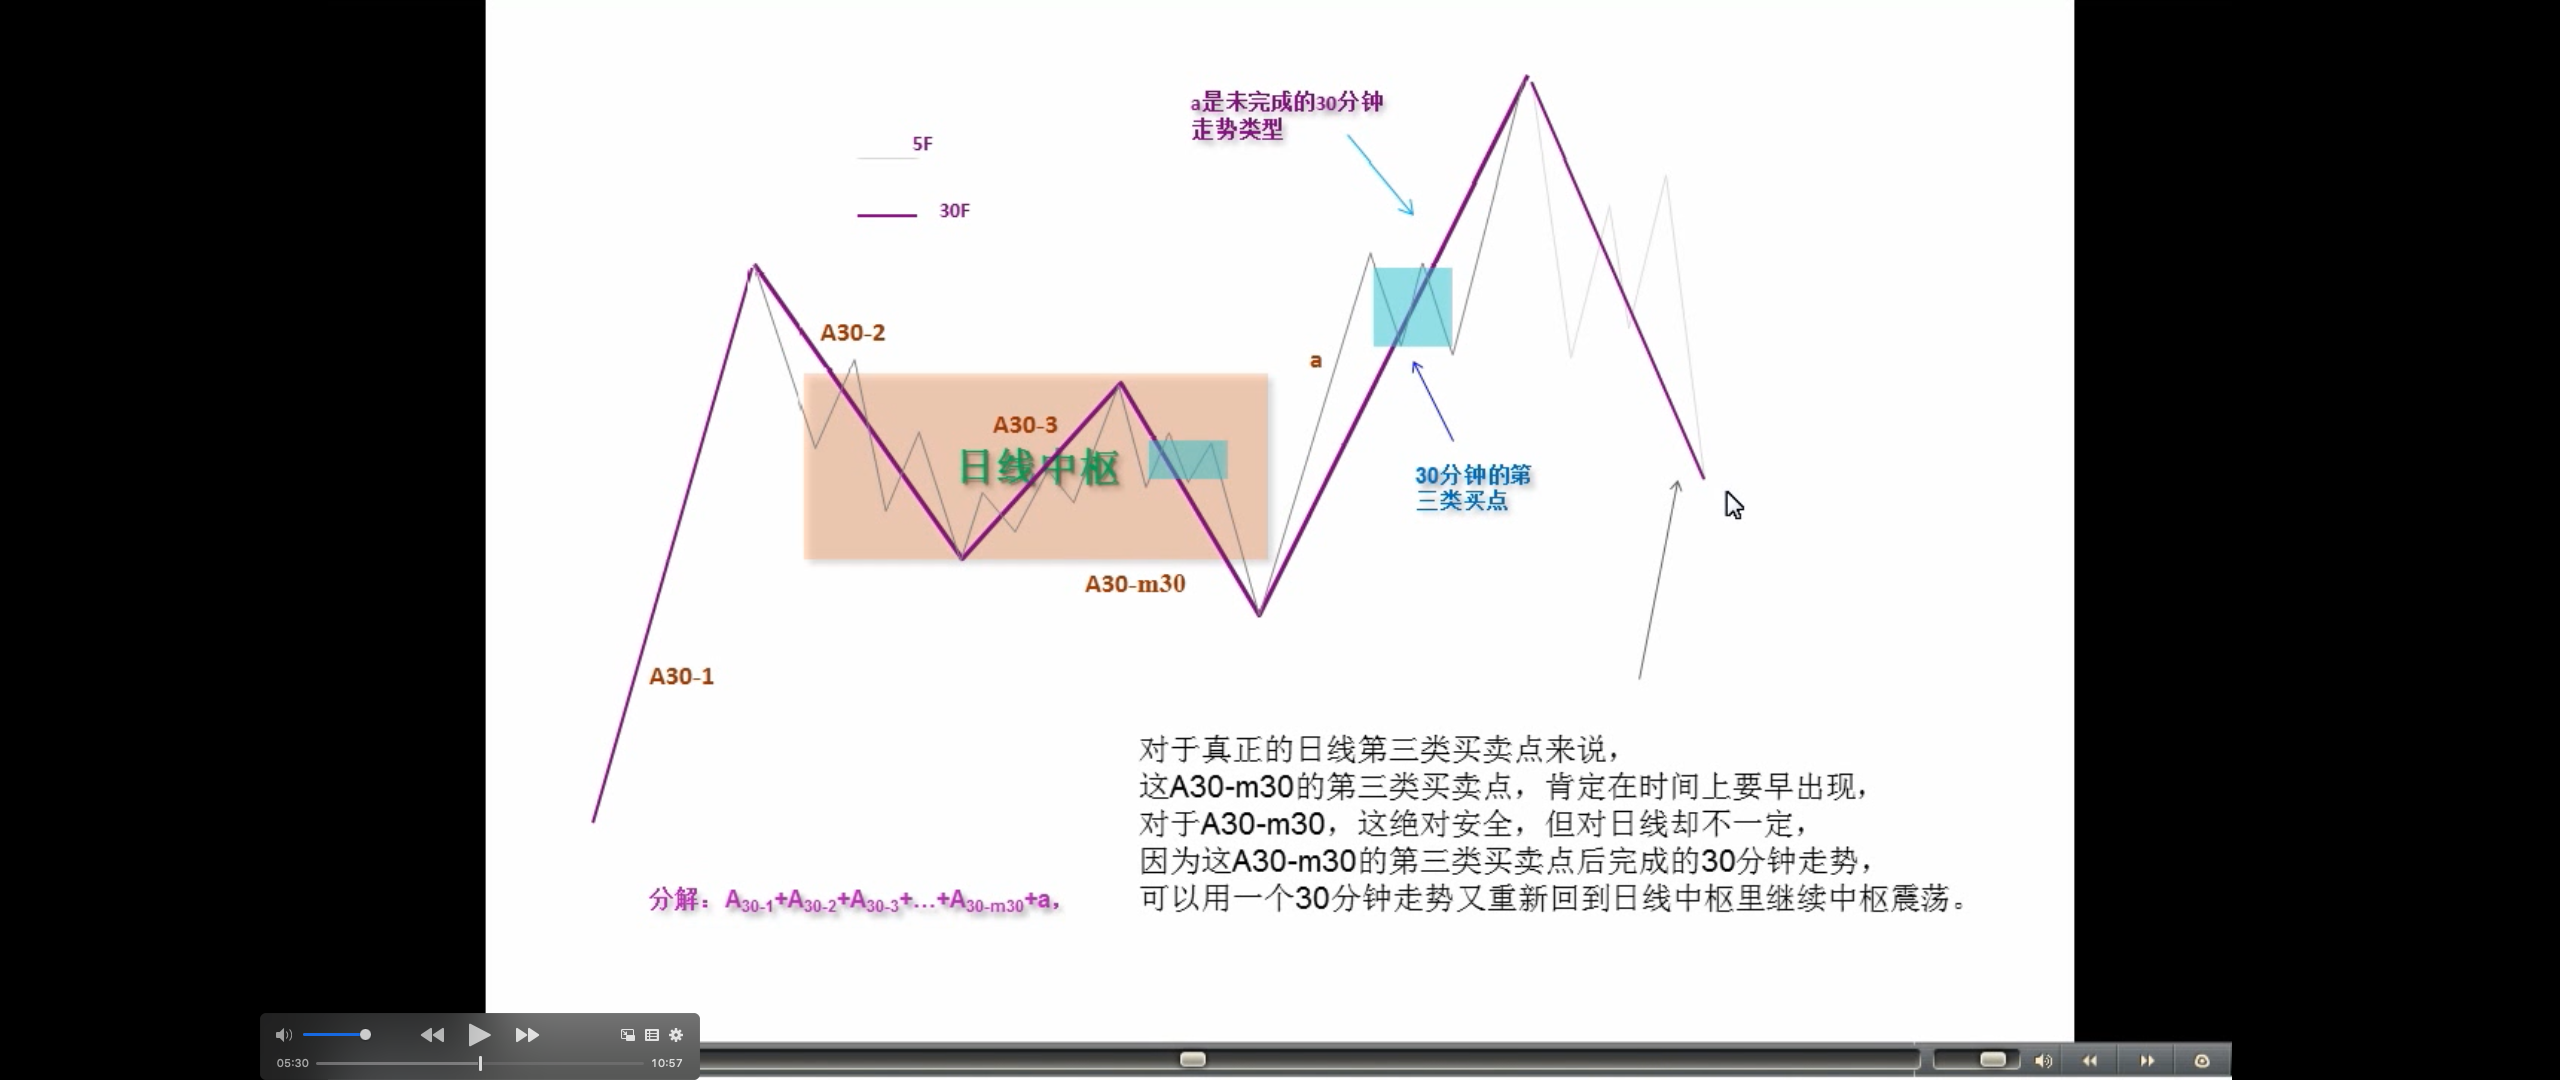 a是未完成的30分钟
走势类型
5F
30F
A30-2
a
A30-3
日线中枢
30分钟的第
三类买点
A30-m30
A30-1
对于真正的日线第三类买卖点来说，
这A30-m30的第三类买卖点，肯定在时间上要早出现，
对于A30-m30，这绝对安全，但对日线却不一定，
因为这A30-m30的第三类买卖点后完成的30分钟走势，
可以用一个30分钟走势又重新回到日线中枢里继续中枢震荡。
分解：A30-1+A30-2+A30-3+…+A30-m30+a，
05:30
10:57